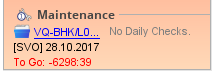 Maintenance
VQ-BHK/L0... No Daily Checks.
[SVO] 28.10.2017
To Go: -6298:39